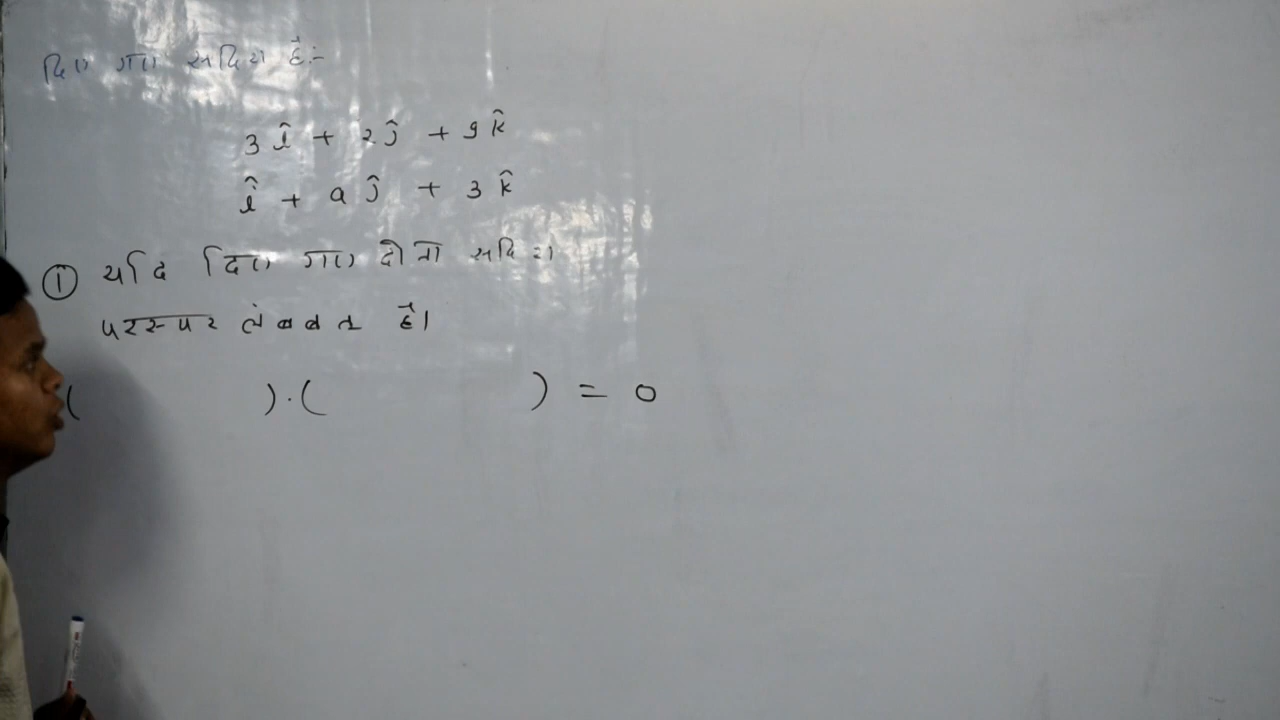 दिए गए सदिश हैं:-
3î + 2ĵ + 9k̂
î + aĵ + 3k̂
① यदि दिए गए दोनो सदिश
परस्पर लंबवत है।
( ) . ( ) = 0